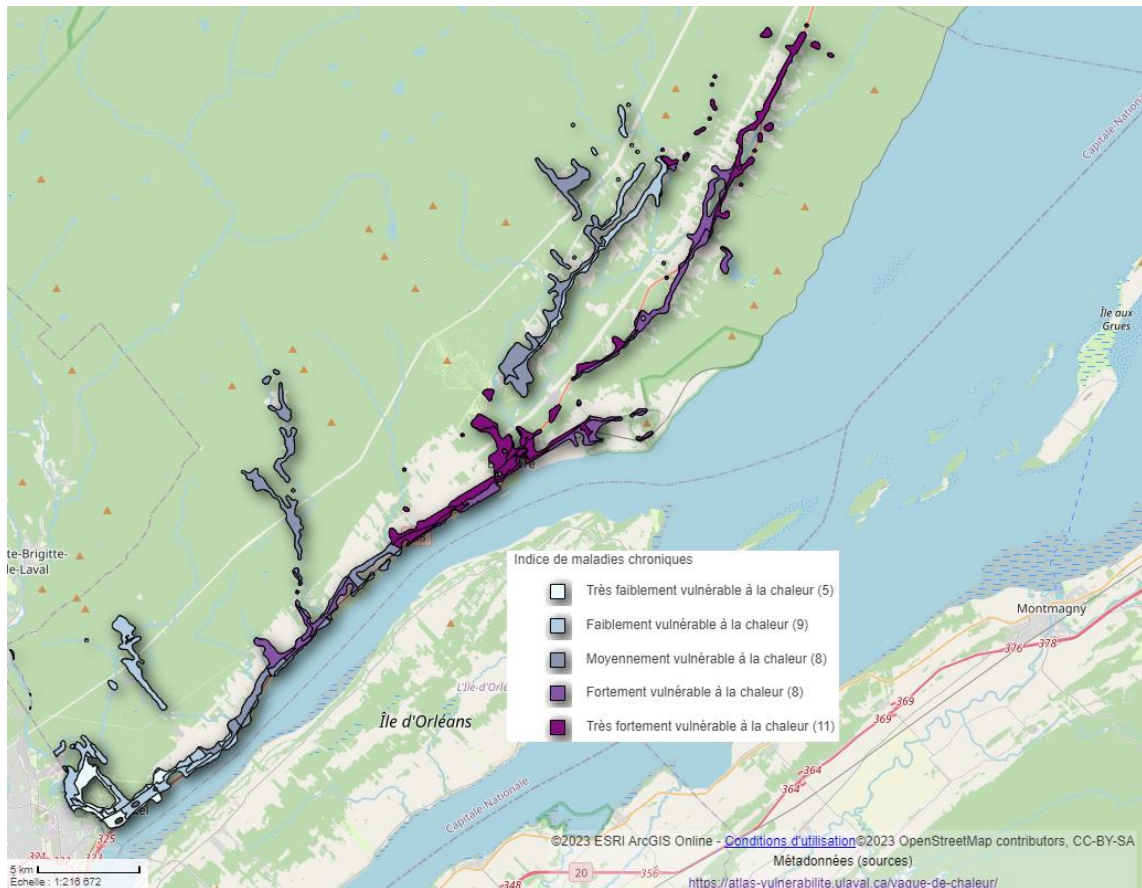 Capitale-Nationale
Île aux
Grues
te-Brigitte-
le-Laval
Indice de maladies chroniques
Très faiblement vulnérable à la chaleur (5)
Faiblement vulnérable à la chaleur (9)
Moyennement vulnérable à la chaleur (8)
Fortement vulnérable à la chaleur (8)
Très fortement vulnérable à la chaleur (11)
Montmagny
376
378
369
369
L'Île-d'Orléans
Île d'Orléans
364
364
Capitale-Nationale
325
323
5 km
Échelle : 1:216 672
©2023 ESRI ArcGIS Online - Conditions d'utilisation©2023 OpenStreetMap contributors, CC-BY-SA
Métadonnées (sources)
20
348
356
https://atlas-vulnerabilite.ulaval.ca/vague-de-chaleur/